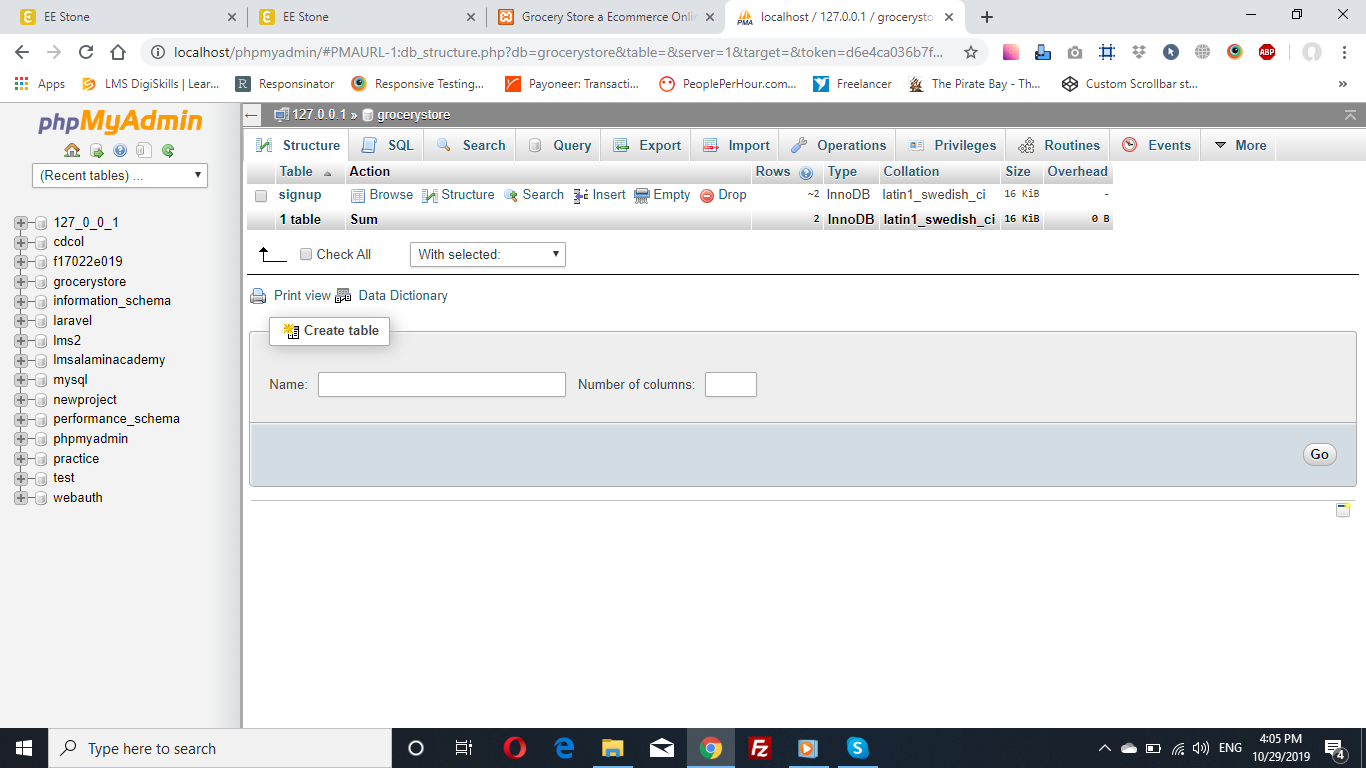 EE Stone
EE Stone
Grocery Store a Ecommerce Onli
localhost / 127.0.0.1 / grocerysto
localhost/phpmyadmin/#PMAURL-1:db_structure.php?db=grocerystore&table=&server=1&target=&token=d6e4ca036b7f...
ABP
Apps
LMS DigiSkills | Lear...
R Responsinator
Responsive Testing...
Payoneer: Transacti...
PeoplePerHour.com...
Freelancer
The Pirate Bay - Th...
Custom Scrollbar st...
»
phpMyAdmin
(Recent tables) ...
127_0_0_1
cdcol
f17022e019
grocerystore
information_schema
laravel
lms2
lmsalaminacademy
mysql
newproject
performance_schema
phpmyadmin
practice
test
webauth
127.0.0.1 » grocerystore
Structure SQL Search Query Export Import Operations Privileges Routines Events More
Table Action Rows Type Collation Size Overhead
signup Browse Structure Search Insert Empty Drop ~2 InnoDB latin1_swedish_ci 16 KiB -
1 table Sum 2 InnoDB latin1_swedish_ci 16 KiB 0 B
Check All With selected:
Print view Data Dictionary
Create table
Name: Number of columns:
Go
Type here to search
ENG
4:05 PM
10/29/2019
4